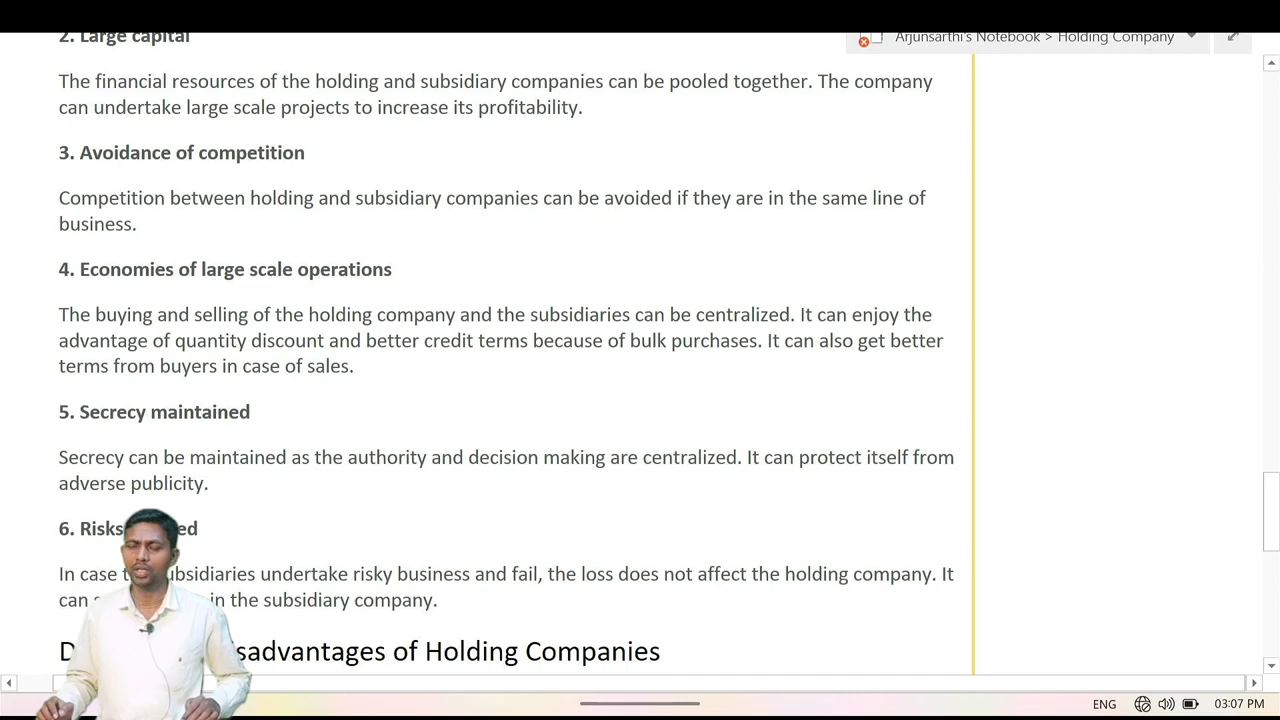 2. Large capital
Arjunsarthi's Notebook > Holding Company
The financial resources of the holding and subsidiary companies can be pooled together. The company
can undertake large scale projects to increase its profitability.
3. Avoidance of competition
Competition between holding and subsidiary companies can be avoided if they are in the same line of
business.
4. Economies of large scale operations
The buying and selling of the holding company and the subsidiaries can be centralized. It can enjoy the
advantage of quantity discount and better credit terms because of bulk purchases. It can also get better
terms from buyers in case of sales.
5. Secrecy maintained
Secrecy can be maintained as the authority and decision making are centralized. It can protect itself from
adverse publicity.
6. Risks
In case subsidiaries undertake risky business and fail, the loss does not affect the holding company. It
can in the subsidiary company.
disadvantages of Holding Companies
ENG 03:07 PM